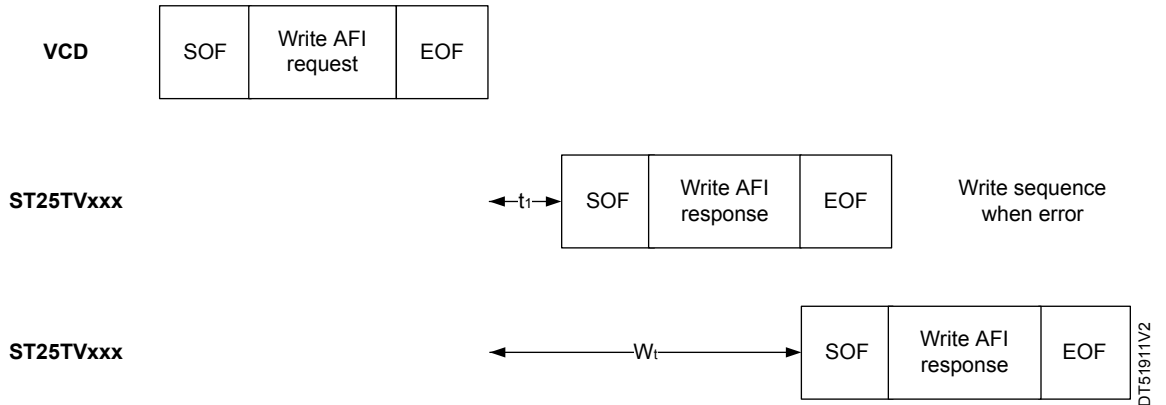 VCD
SOF
Write AFI
request
EOF
ST25TVxxx
t1
SOF
Write AFI
response
EOF
Write sequence
when error
ST25TVxxx
Wt
SOF
Write AFI
response
EOF
DT51911V2